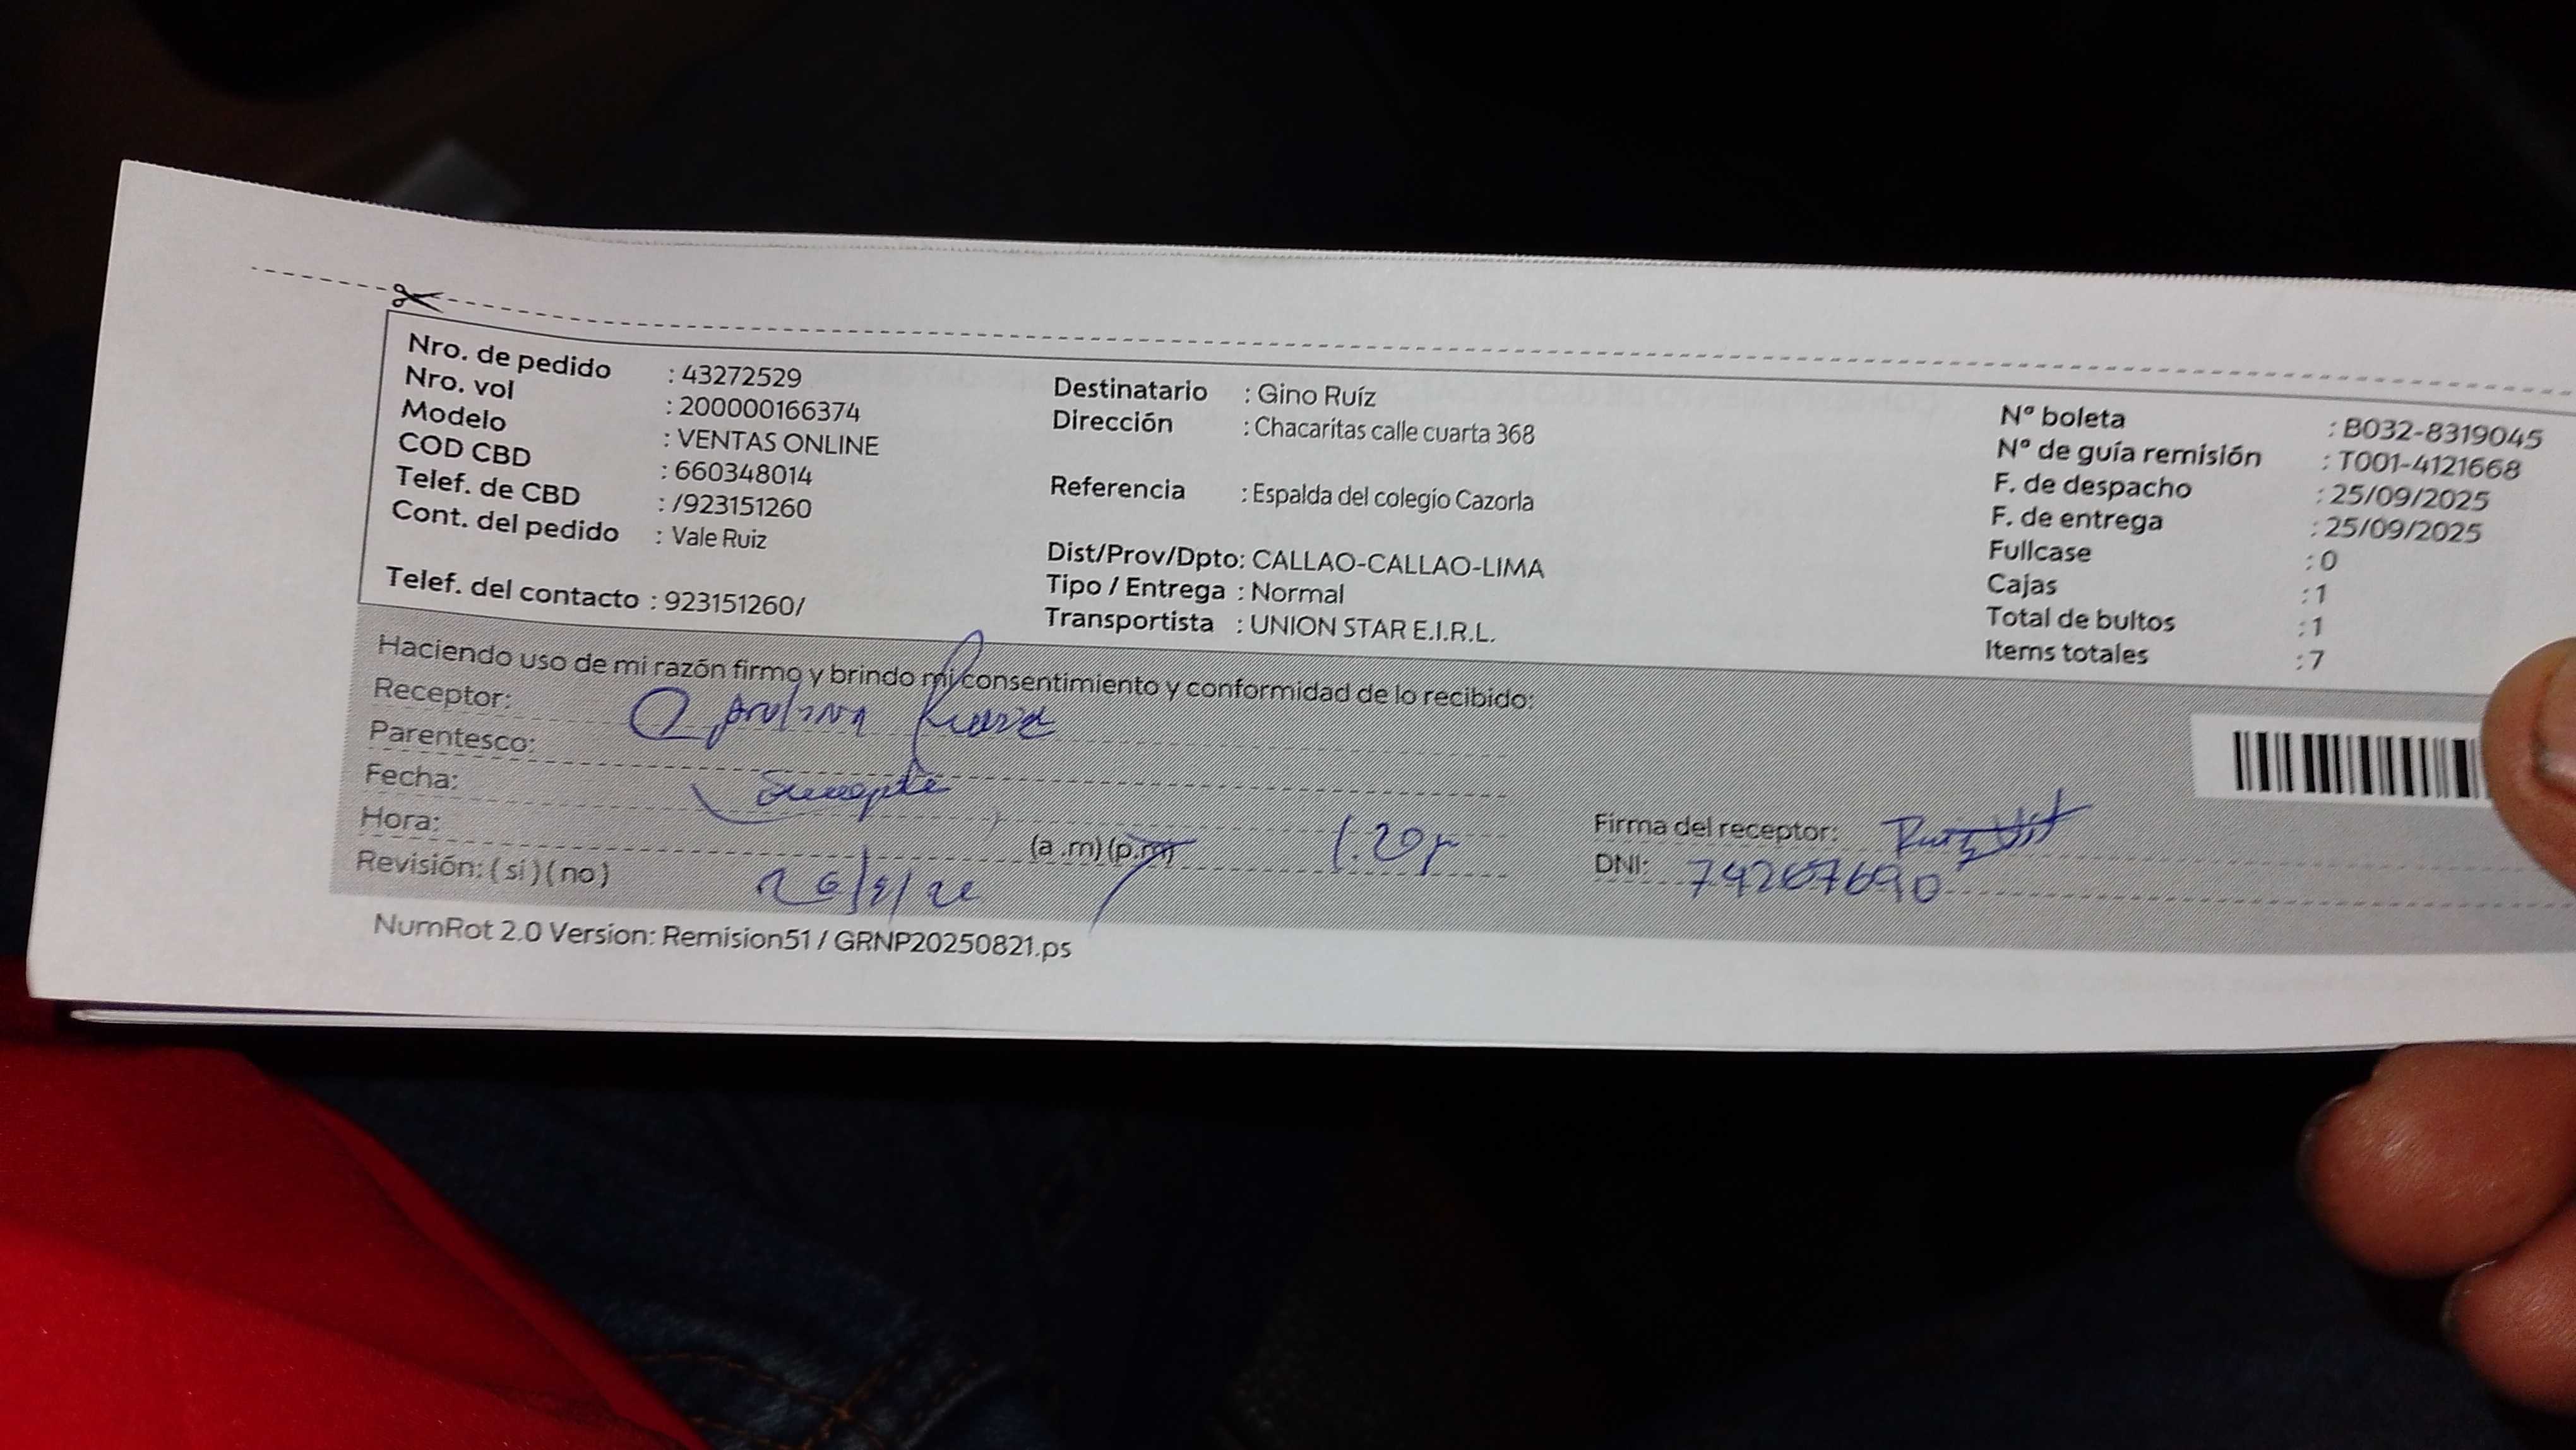 Nro. de pedido : 43272529
Nro. vol : 200000166374
Modelo : VENTAS ONLINE
COD CBD : 660348014
Telef. de CBD : /923151260
Cont. del pedido : Vale Ruiz
Telef. del contacto : 923151260/
Destinatario : Gino Ruíz
Dirección : Chacaritas calle cuarta 368
Referencia : Espalda del colegio Cazorla
Dist/Prov/Dpto: CALLAO-CALLAO-LIMA
Tipo / Entrega : Normal
Transportista : UNION STAR E.I.R.L.
Nº boleta : B032-8319045
Nº de guía remisión : T001-4121668
F. de despacho : 25/09/2025
F. de entrega : 25/09/2025
Fullcase : 0
Cajas : 1
Total de bultos : 1
Items totales : 7
Haciendo uso de mi razón firmo y brindo mi consentimiento y conformidad de lo recibido:
Receptor:
Parentesco:
Fecha:
Hora: (a .m)(p.m) 1.20
Revisión: ( si ) ( no )
Firma del receptor: Ruiz
DNI: 74267690
NumRot 2.0 Version: Remision51 / GRNP20250821.ps